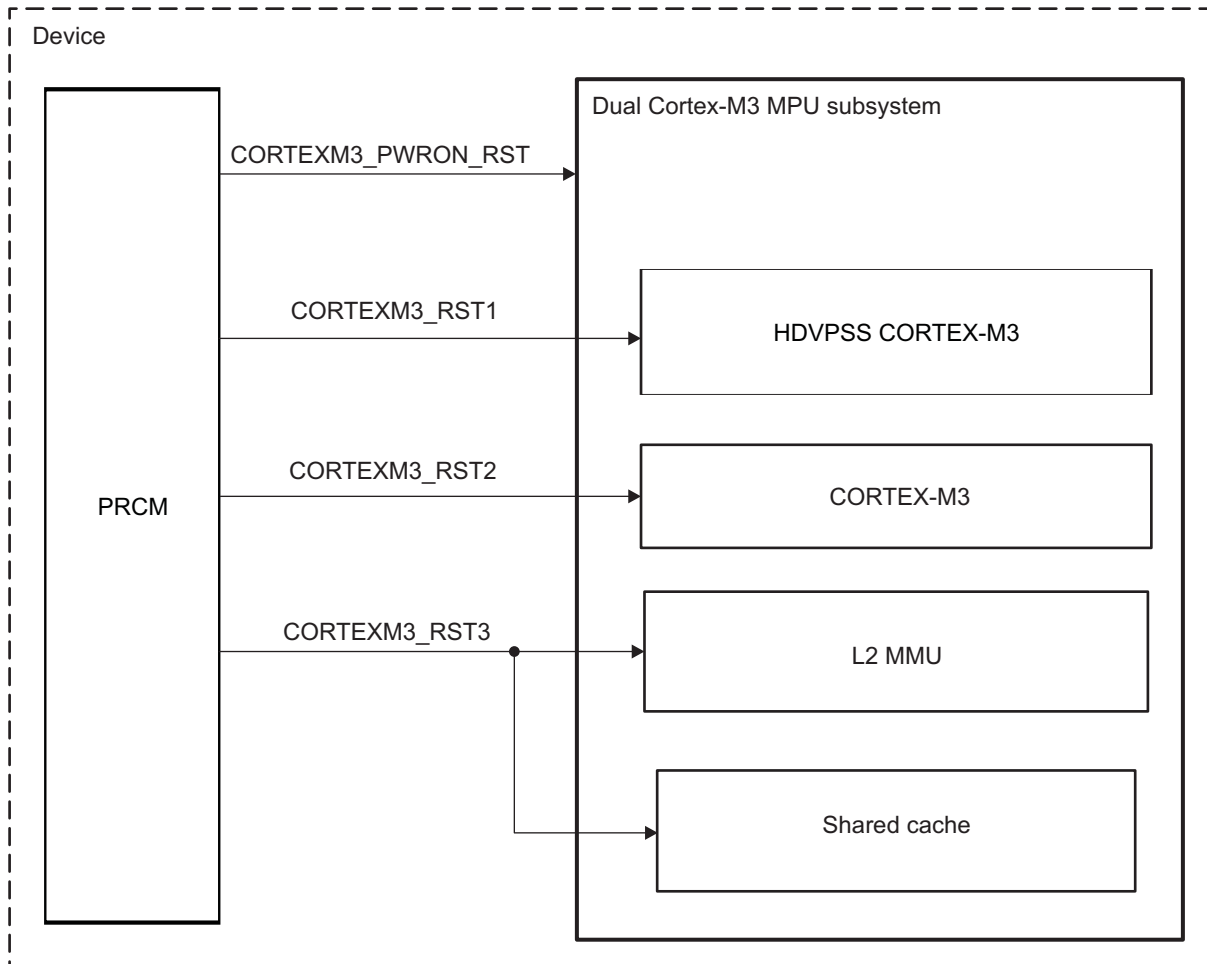 Device
Dual Cortex-M3 MPU subsystem
CORTEXM3_PWRON_RST
CORTEXM3_RST1
HDVPSS CORTEX-M3
CORTEXM3_RST2
CORTEX-M3
PRCM
CORTEXM3_RST3
L2 MMU
Shared cache